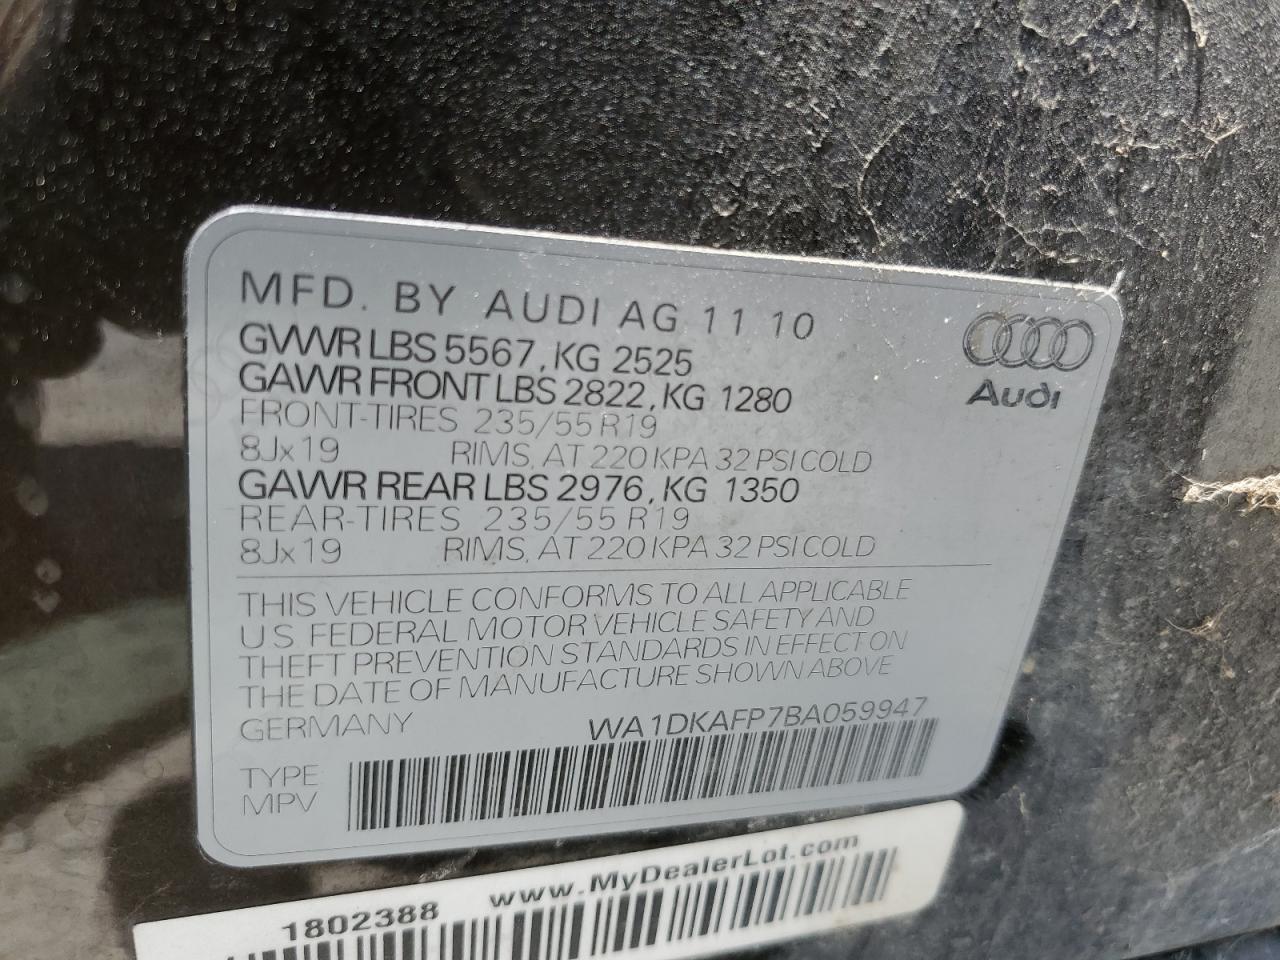 MFD. BY AUDI AG 11 10
GVWR LBS 5567, KG 2525
GAWR FRONT LBS 2822, KG 1280
FRONT-TIRES 235/55 R19
8Jx19 RIMS, AT 220 KPA 32 PSI COLD
GAWR REAR LBS 2976, KG 1350
REAR-TIRES 235/55 R19
8Jx19 RIMS, AT 220 KPA 32 PSI COLD
Audi
THIS VEHICLE CONFORMS TO ALL APPLICABLE
U.S. FEDERAL MOTOR VEHICLE SAFETY AND
THEFT PREVENTION STANDARDS IN EFFECT ON
THE DATE OF MANUFACTURE SHOWN ABOVE
GERMANY WA1DKAFP7BA059947
TYPE
MPV
1802388 www.MyDealerLot.com